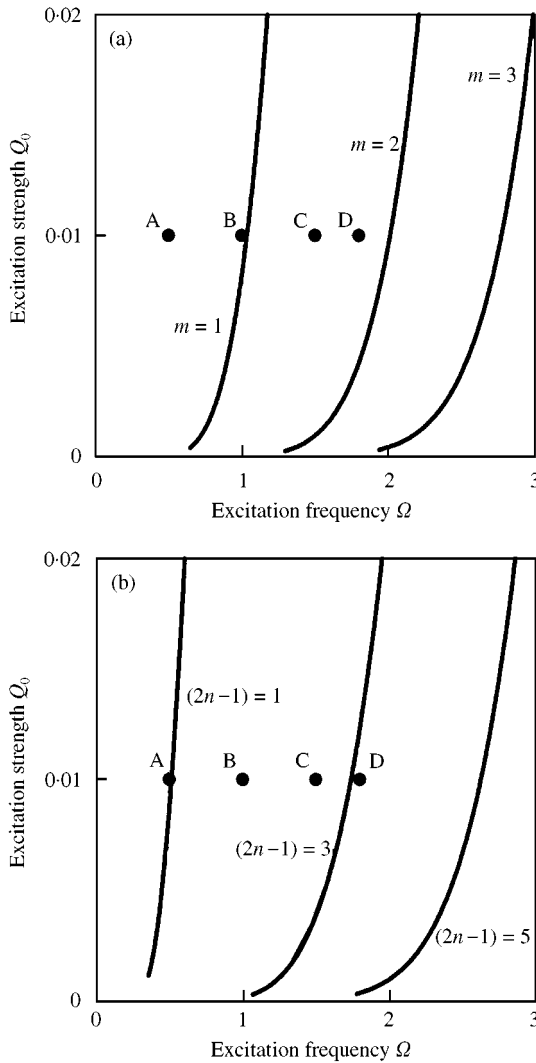 (a)
0·02
m = 3
m = 2
Excitation strength Q₀
A B C D
0·01
m = 1
0
0 1 2 3
Excitation frequency Ω
(b)
0·02
(2n−1) = 1
Excitation strength Q₀
A B C D
0·01
(2n−1) = 3
(2n−1) = 5
0
0 1 2 3
Excitation frequency Ω